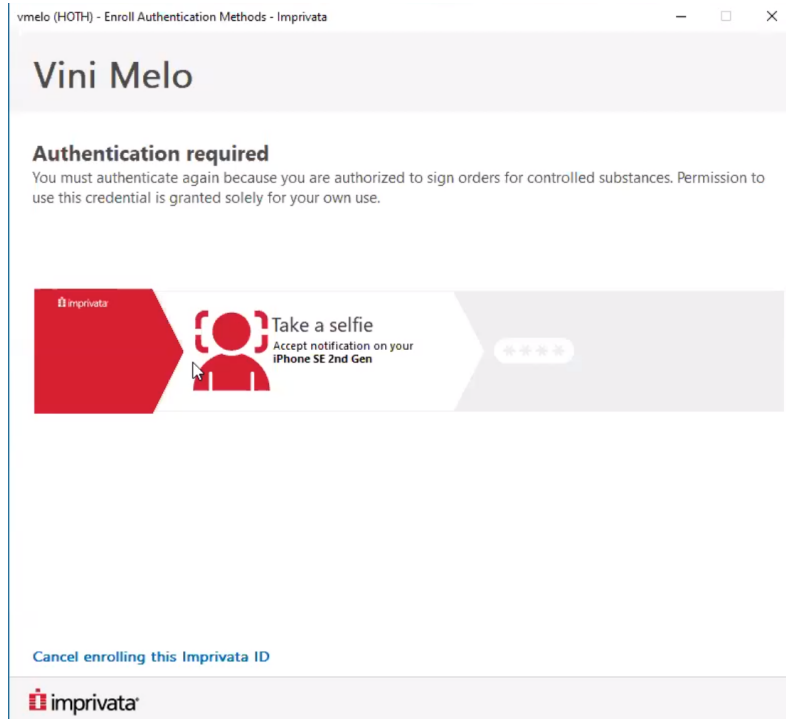 vmelo (HOTH) - Enroll Authentication Methods - Imprivata
Vini Melo
Authentication required
You must authenticate again because you are authorized to sign orders for controlled substances. Permission to
use this credential is granted solely for your own use.
imprivata
Take a selfie
Accept notification on your
iPhone SE 2nd Gen
****
Cancel enrolling this Imprivata ID
imprivata